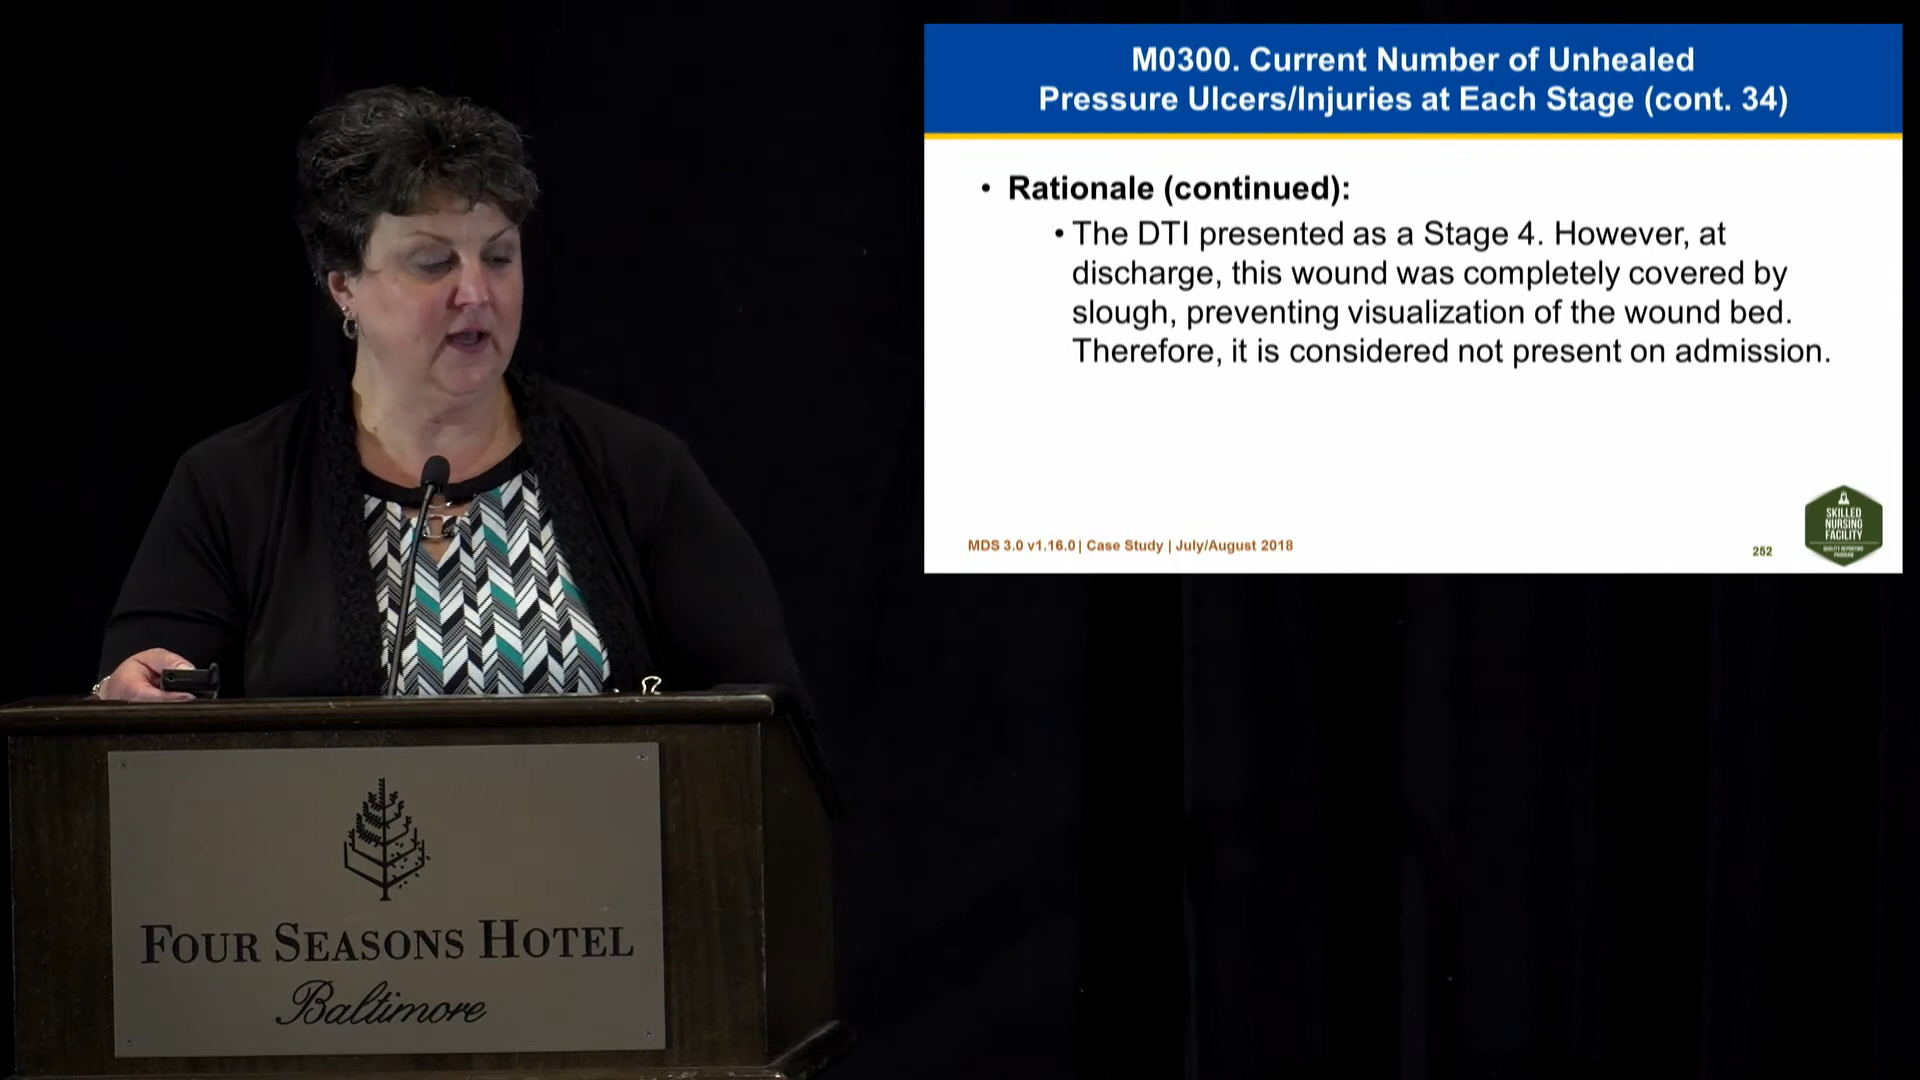 M0300. Current Number of Unhealed
Pressure Ulcers/Injuries at Each Stage (cont. 34)
• Rationale (continued):
• The DTI presented as a Stage 4. However, at
discharge, this wound was completely covered by
slough, preventing visualization of the wound bed.
Therefore, it is considered not present on admission.
MDS 3.0 v1.16.0 | Case Study | July/August 2018
252
SKILLED
NURSING
FACILITY
QUALITY REPORTING
PROGRAM
FOUR SEASONS HOTEL
Baltimore